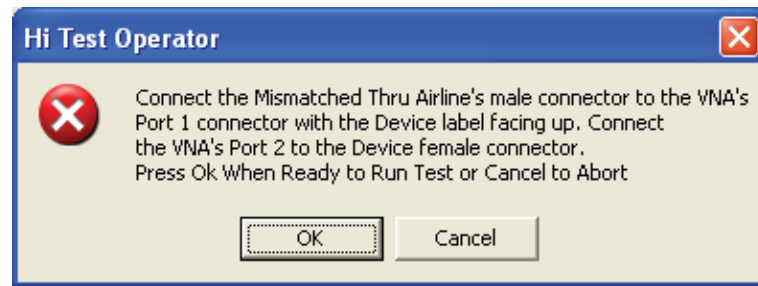 Hi Test Operator
Connect the Mismatched Thru Airline's male connector to the VNA's
Port 1 connector with the Device label facing up. Connect
the VNA's Port 2 to the Device female connector.
Press Ok When Ready to Run Test or Cancel to Abort
OK
Cancel